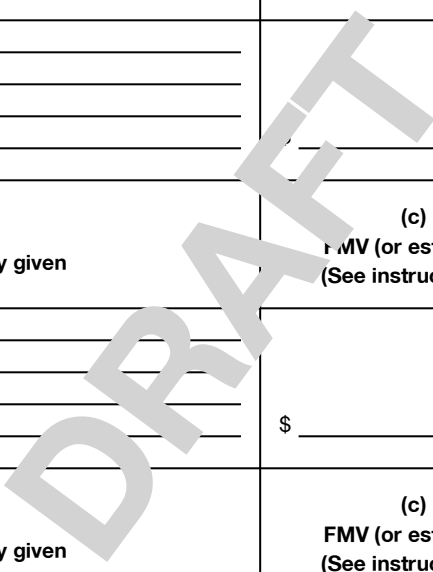 (c)
FMV (or est
(See instruc
y given
$
(c)
FMV (or est
y given
(See instruc
DRAFT